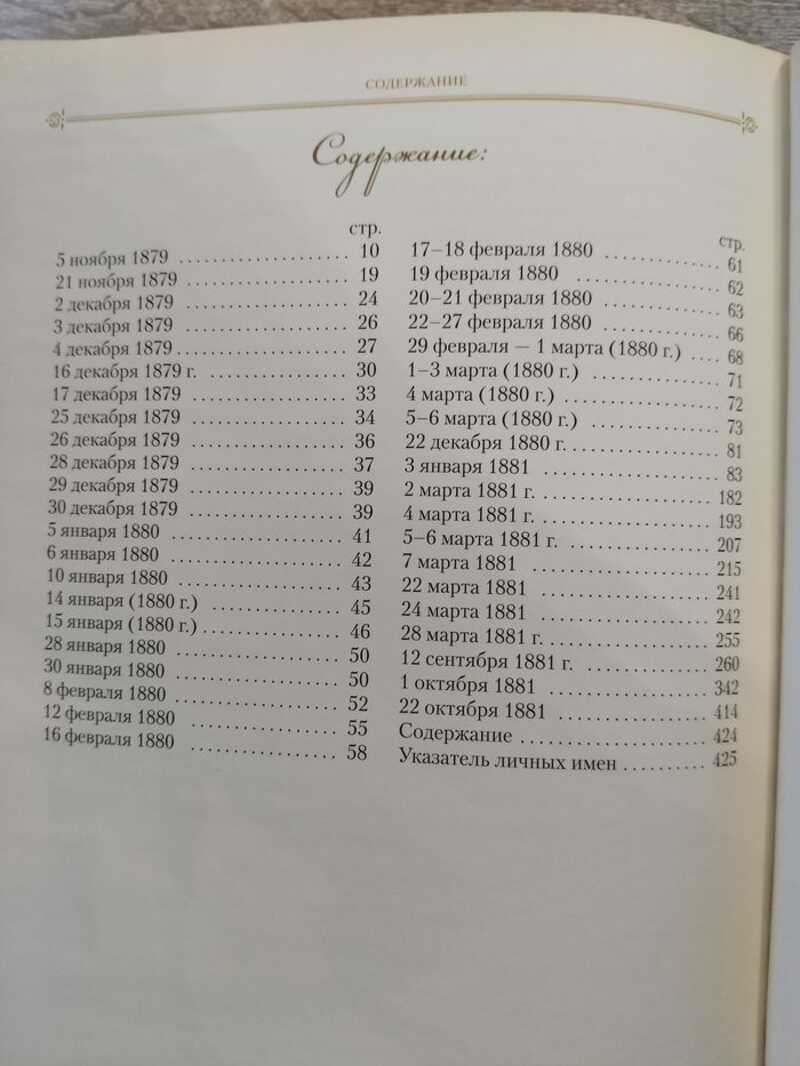 СОДЕРЖАНИЕ
Содержание:
стр.
5 ноября 1879 .................... 10
21 ноября 1879 .................... 19
2 декабря 1879 .................... 24
3 декабря 1879 .................... 26
4 декабря 1879 .................... 27
16 декабря 1879 г. .................... 30
17 декабря 1879 .................... 33
25 декабря 1879 .................... 34
26 декабря 1879 .................... 36
28 декабря 1879 .................... 37
29 декабря 1879 .................... 39
30 декабря 1879 .................... 39
5 января 1880 .................... 41
6 января 1880 .................... 42
10 января 1880 .................... 43
14 января (1880 г.) .................... 45
15 января (1880 г.) .................... 46
28 января 1880 .................... 50
30 января 1880 .................... 50
8 февраля 1880 .................... 52
12 февраля 1880 .................... 55
16 февраля 1880 .................... 58
стр.
17–18 февраля 1880 .................... 61
19 февраля 1880 .................... 62
20–21 февраля 1880 .................... 63
22–27 февраля 1880 .................... 66
29 февраля — 1 марта (1880 г.) .... 68
1–3 марта (1880 г.) .................... 71
4 марта (1880 г.) .................... 72
5–6 марта (1880 г.) .................... 73
22 декабря 1880 г. .................... 81
3 января 1881 .................... 83
2 марта 1881 г. .................... 182
4 марта 1881 г. .................... 193
5–6 марта 1881 г. .................... 207
7 марта 1881 .................... 215
22 марта 1881 .................... 241
24 марта 1881 .................... 242
28 марта 1881 г. .................... 255
12 сентября 1881 г. .................... 260
1 октября 1881 .................... 342
22 октября 1881 .................... 414
Содержание .................... 424
Указатель личных имен .......... 425